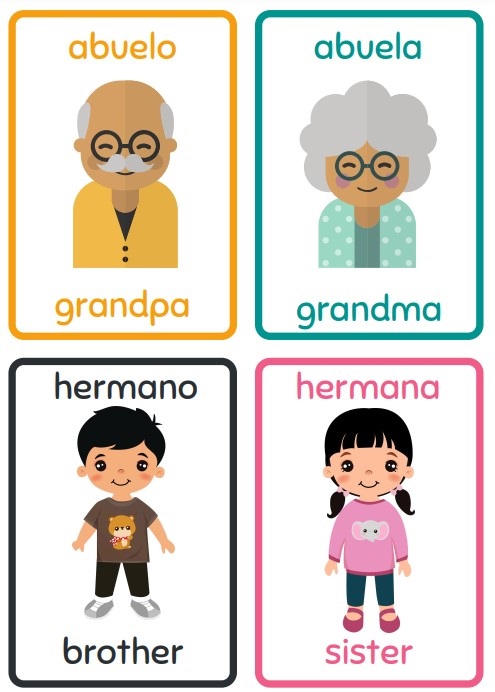 abuelo
grandpa
abuela
grandma
hermano
brother
hermana
sister